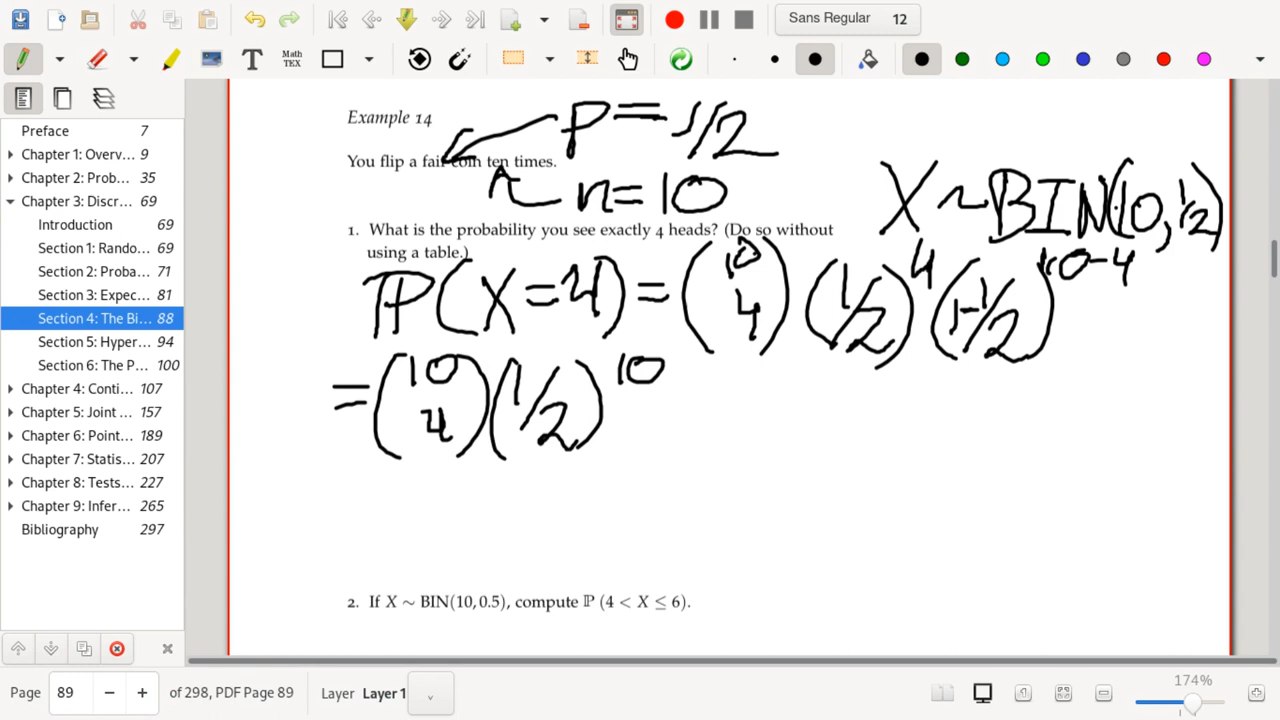 Sans Regular 12
Math
TEX
Preface 7
Chapter 1: Overv... 9
Chapter 2: Prob... 35
Chapter 3: Discr... 69
Introduction 69
Section 1: Rando... 69
Section 2: Proba... 71
Section 3: Expec... 81
Section 4: The Bi... 88
Section 5: Hyper... 94
Section 6: The P... 100
Chapter 4: Conti... 107
Chapter 5: Joint ... 157
Chapter 6: Point... 189
Chapter 7: Statis... 207
Chapter 8: Tests... 227
Chapter 9: Infer... 265
Bibliography 297
Example 14
P = 1/2
You flip a fair coin ten times.
n = 10
X ~ BIN(10, 1/2)
1. What is the probability you see exactly 4 heads? (Do so without
using a table.)
ℙ(X = 4) = (10 4) (1/2)^4 (1-1/2)^10-4
= (10 4) (1/2)^10
2. If X ∼ BIN(10, 0.5), compute ℙ (4 < X ≤ 6).
Page 89 of 298, PDF Page 89 Layer Layer 1 174%